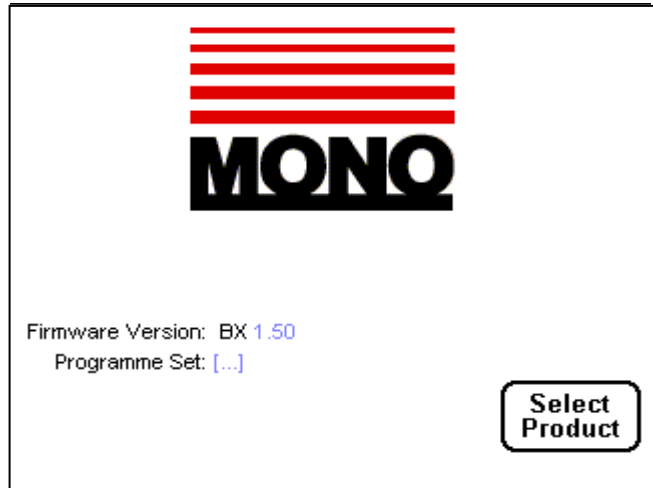 MONO
Firmware Version: BX 1.50
Programme Set: [...]
Select
Product